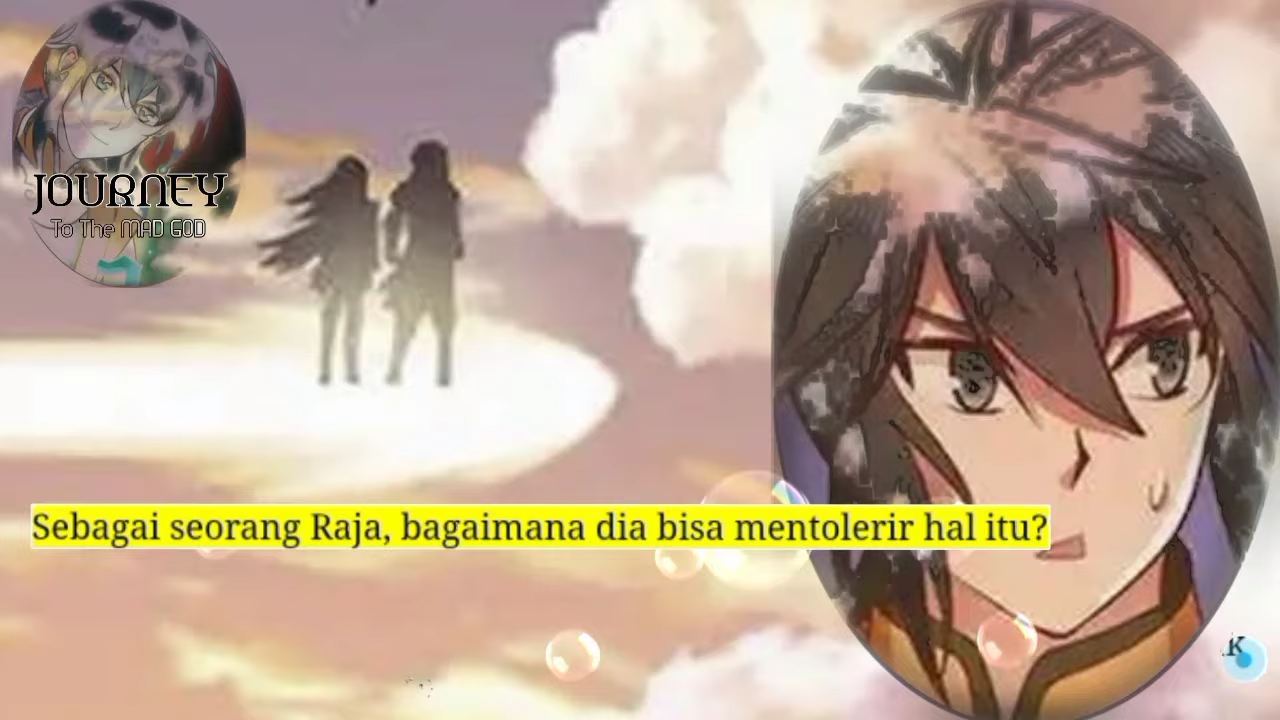 JOURNEY
To The MAD GOD
Sebagai seorang Raja, bagaimana dia bisa mentolerir hal itu?
.K